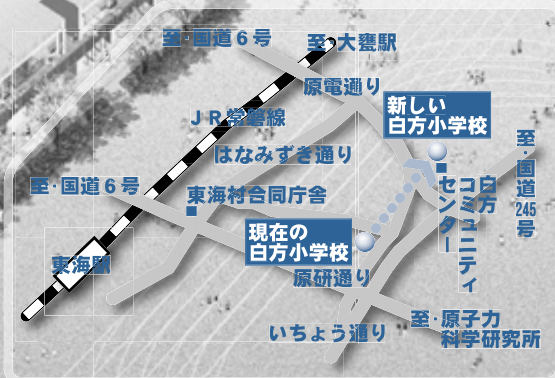 至・国道６号
至・大甕駅
原電通り
新しい
白方小学校
ＪＲ常磐線
はなみずき通り
至・国道245号
至・国道６号
東海村合同庁舎
白方
コミュニティ
センター
現在の
白方小学校
東海駅
原研通り
いちょう通り
至・原子力
科学研究所